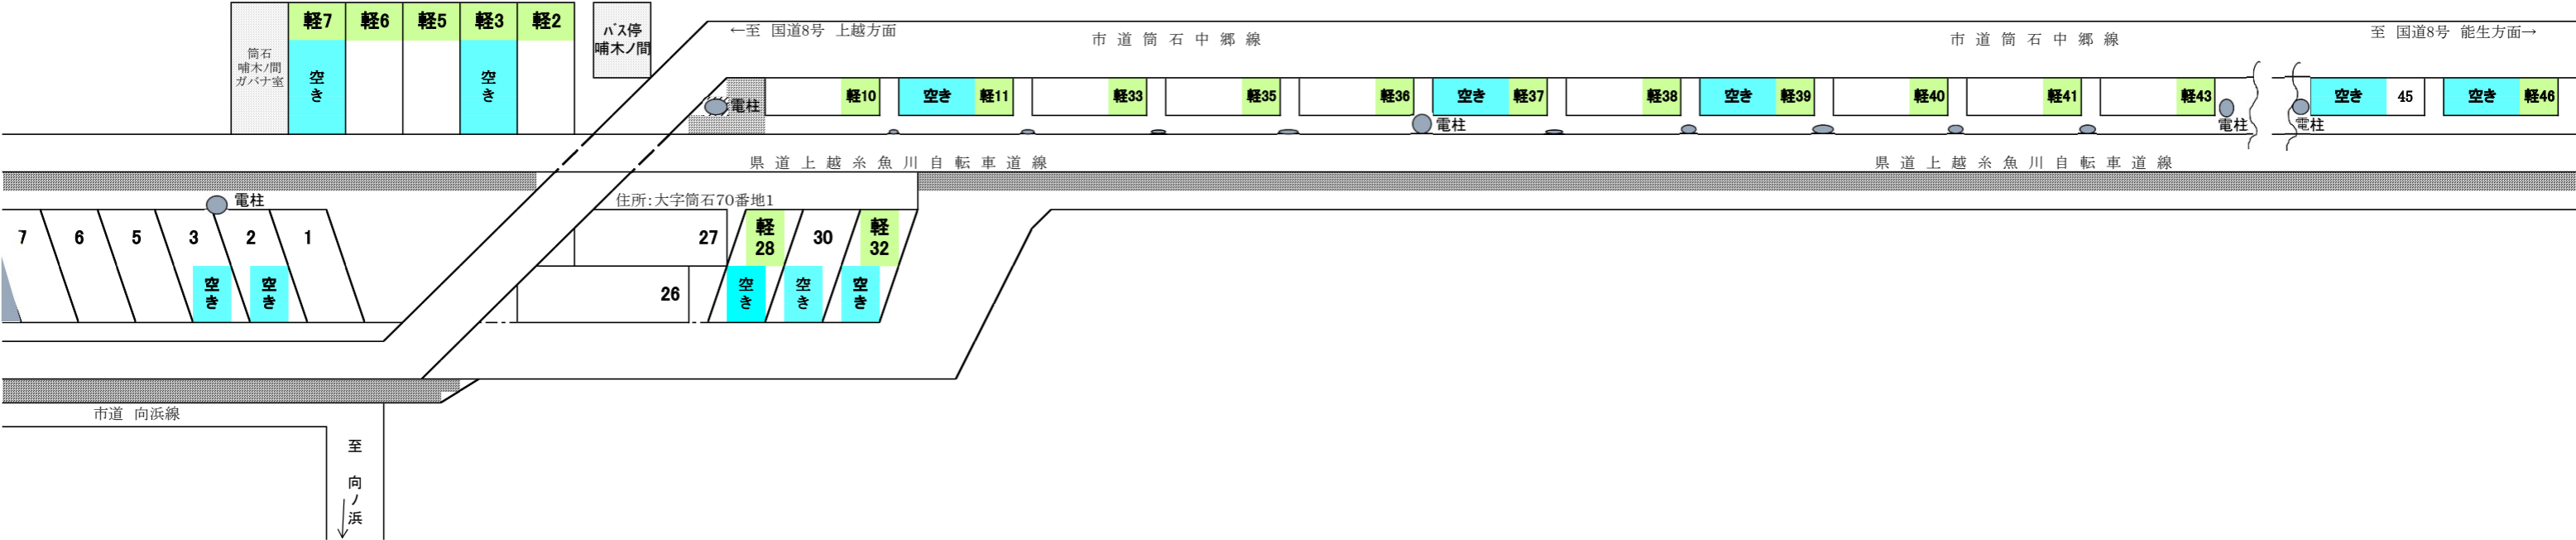 軽7
軽6
軽5
軽3
軽2
筒石
哺木ノ間
ガバナ室
空き
空き
バス停
哺木ノ間
←至 国道8号 上越方面
市道筒石中郷線
市道筒石中郷線
至 国道8号 能生方面→
電柱
軽10
空き
軽11
軽33
軽35
軽36
空き
軽37
軽38
空き
軽39
軽40
軽41
軽43
空き
45
空き
軽46
電柱
電柱
電柱
県道上越糸魚川自転車道線
県道上越糸魚川自転車道線
電柱
住所:大字筒石70番地1
7
6
5
3
2
1
空き
空き
27
軽
28
30
軽
32
26
空き
空き
空き
市道 向浜線
至 向ノ浜